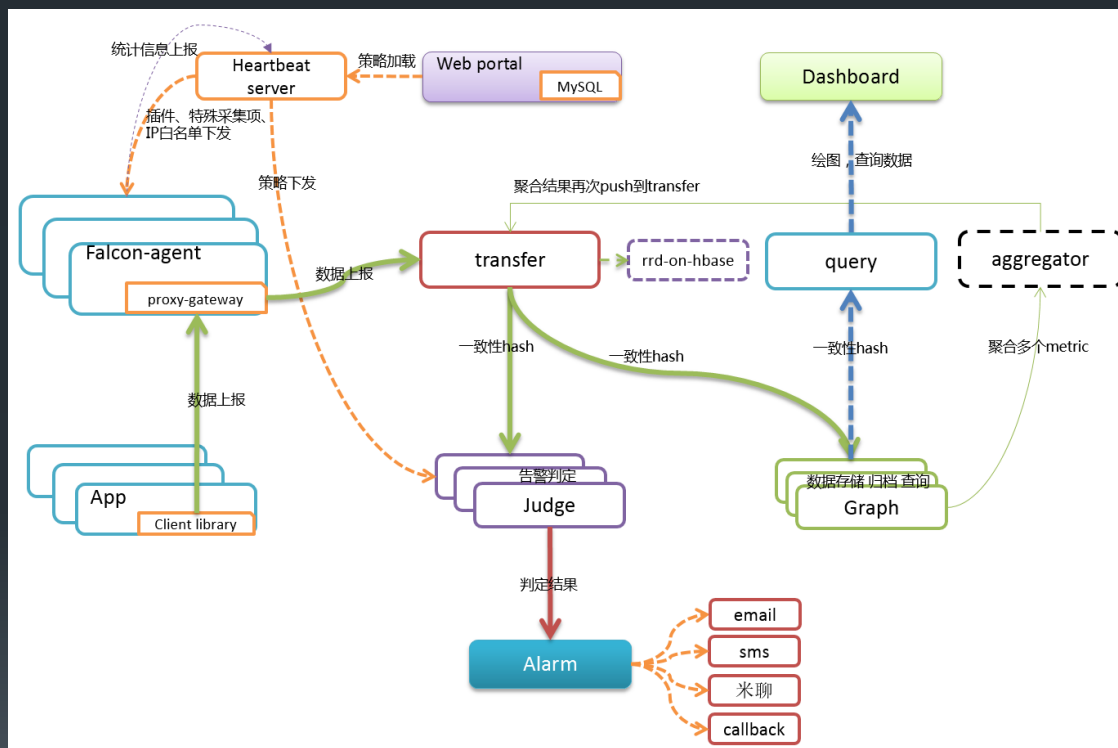 统计信息上报
Heartbeat
server
策略加载
Web portal
MySQL
Dashboard
插件、特殊采集项、
IP白名单下发
绘图，查询数据
策略下发
聚合结果再次push到transfer
Falcon-agent
proxy-gateway
数据上报
transfer
rrd-on-hbase
query
aggregator
一致性hash
一致性hash
一致性hash
聚合多个metric
数据上报
App
Client library
告警判定
Judge
数据存储 归档 查询
Graph
判定结果
Alarm
email
sms
米聊
callback